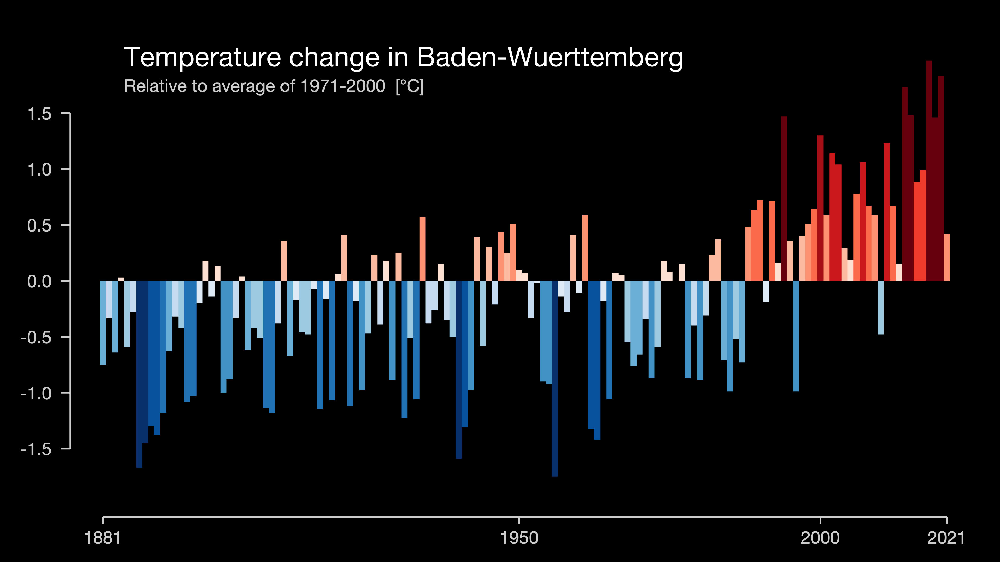 Temperature change in Baden-Wuerttemberg
Relative to average of 1971-2000 [°C]
1.5
1.0
0.5
0.0
-0.5
-1.0
-1.5
1881 1950 2000 2021